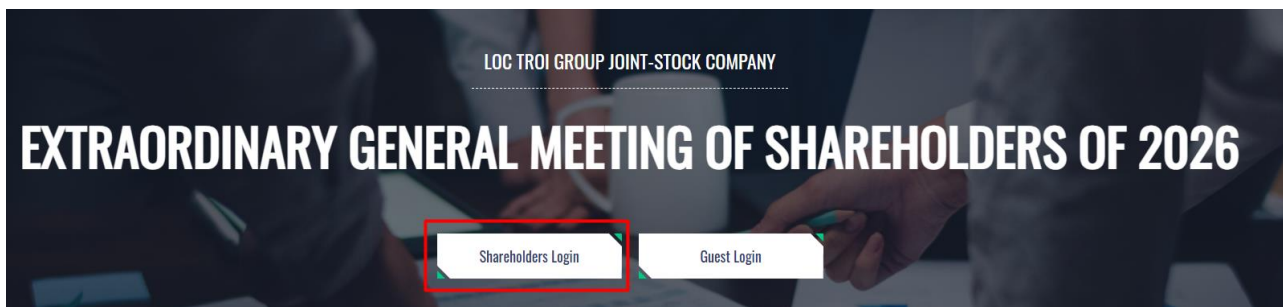 LOC TROI GROUP JOINT-STOCK COMPANY
EXTRAORDINARY GENERAL MEETING OF SHAREHOLDERS OF 2026
Shareholders Login
Guest Login